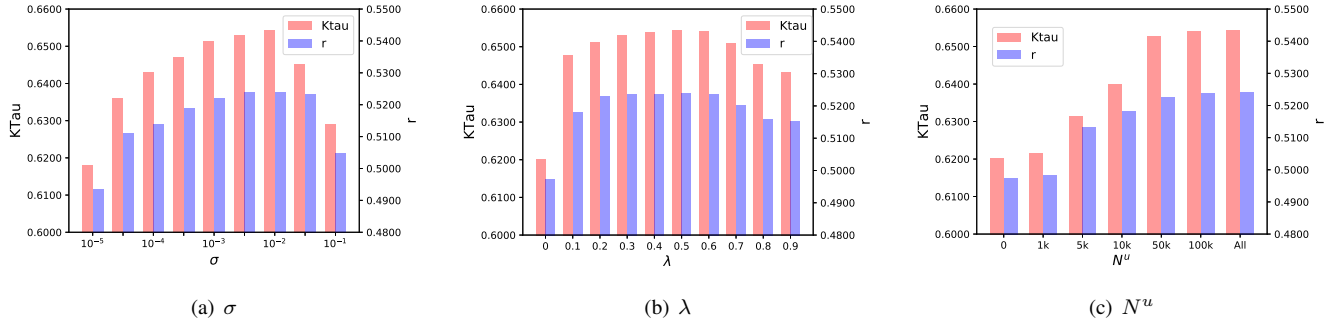 0.6600
0.6500
0.6400
0.6300
0.6200
0.6100
0.6000
KTau
0.5500
0.5400
0.5300
0.5200
0.5100
0.5000
0.4900
0.4800
r
Ktau
r
10⁻⁵ 10⁻⁴ 10⁻³ 10⁻² 10⁻¹
σ
(a) σ
0.6600
0.6500
0.6400
0.6300
0.6200
0.6100
0.6000
KTau
0.5500
0.5400
0.5300
0.5200
0.5100
0.5000
0.4900
0.4800
r
Ktau
r
0 0.1 0.2 0.3 0.4 0.5 0.6 0.7 0.8 0.9
λ
(b) λ
0.6600
0.6500
0.6400
0.6300
0.6200
0.6100
0.6000
KTau
0.5500
0.5400
0.5300
0.5200
0.5100
0.5000
0.4900
0.4800
r
Ktau
r
0 1k 5k 10k 50k 100k All
Nᵘ
(c) Nᵘ